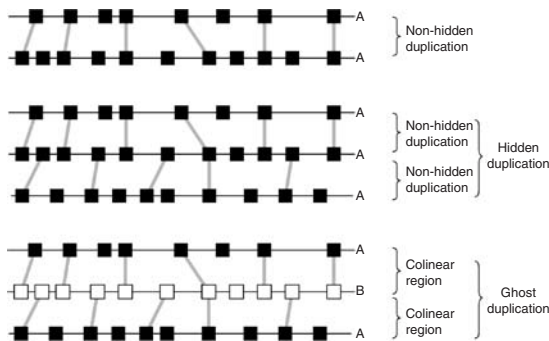 A
Non-hidden
duplication
A
A
Non-hidden
duplication
A
Hidden
duplication
Non-hidden
duplication
A
A
Colinear
region
B
Ghost
duplication
Colinear
region
A